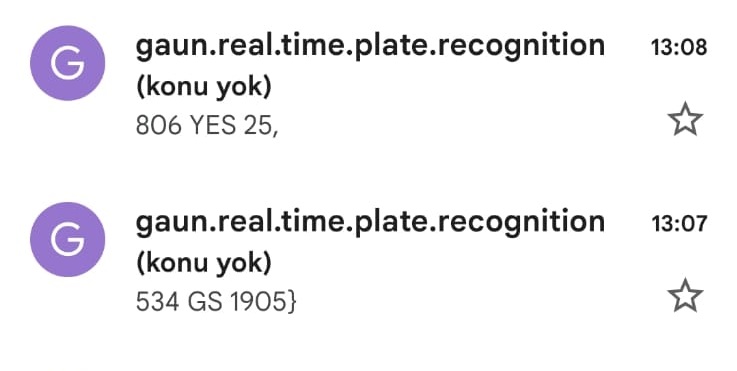 G
gaun.real.time.plate.recognition 13:08
(konu yok)
806 YES 25,
G
gaun.real.time.plate.recognition 13:07
(konu yok)
534 GS 1905}